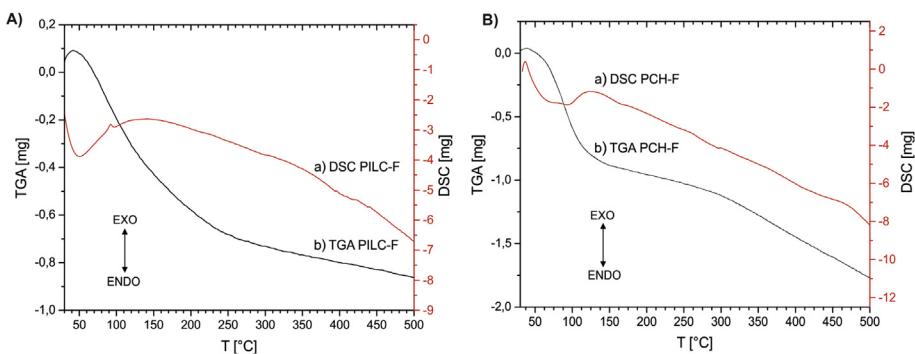 A)
0,2
0,0
-0,2
-0,4
-0,6
-0,8
-1,0
TGA [mg]
50 100 150 200 250 300 350 400 450 500
T [°C]
0
-1
-2
-3
-4
-5
-6
-7
-8
-9
DSC [mg]
a) DSC PILC-F
b) TGA PILC-F
EXO
ENDO
B)
0,0
-0,5
-1,0
-1,5
-2,0
TGA [mg]
50 100 150 200 250 300 350 400 450 500
T [°C]
2
0
-2
-4
-6
-8
-10
-12
DSC [mg]
a) DSC PCH-F
b) TGA PCH-F
EXO
ENDO